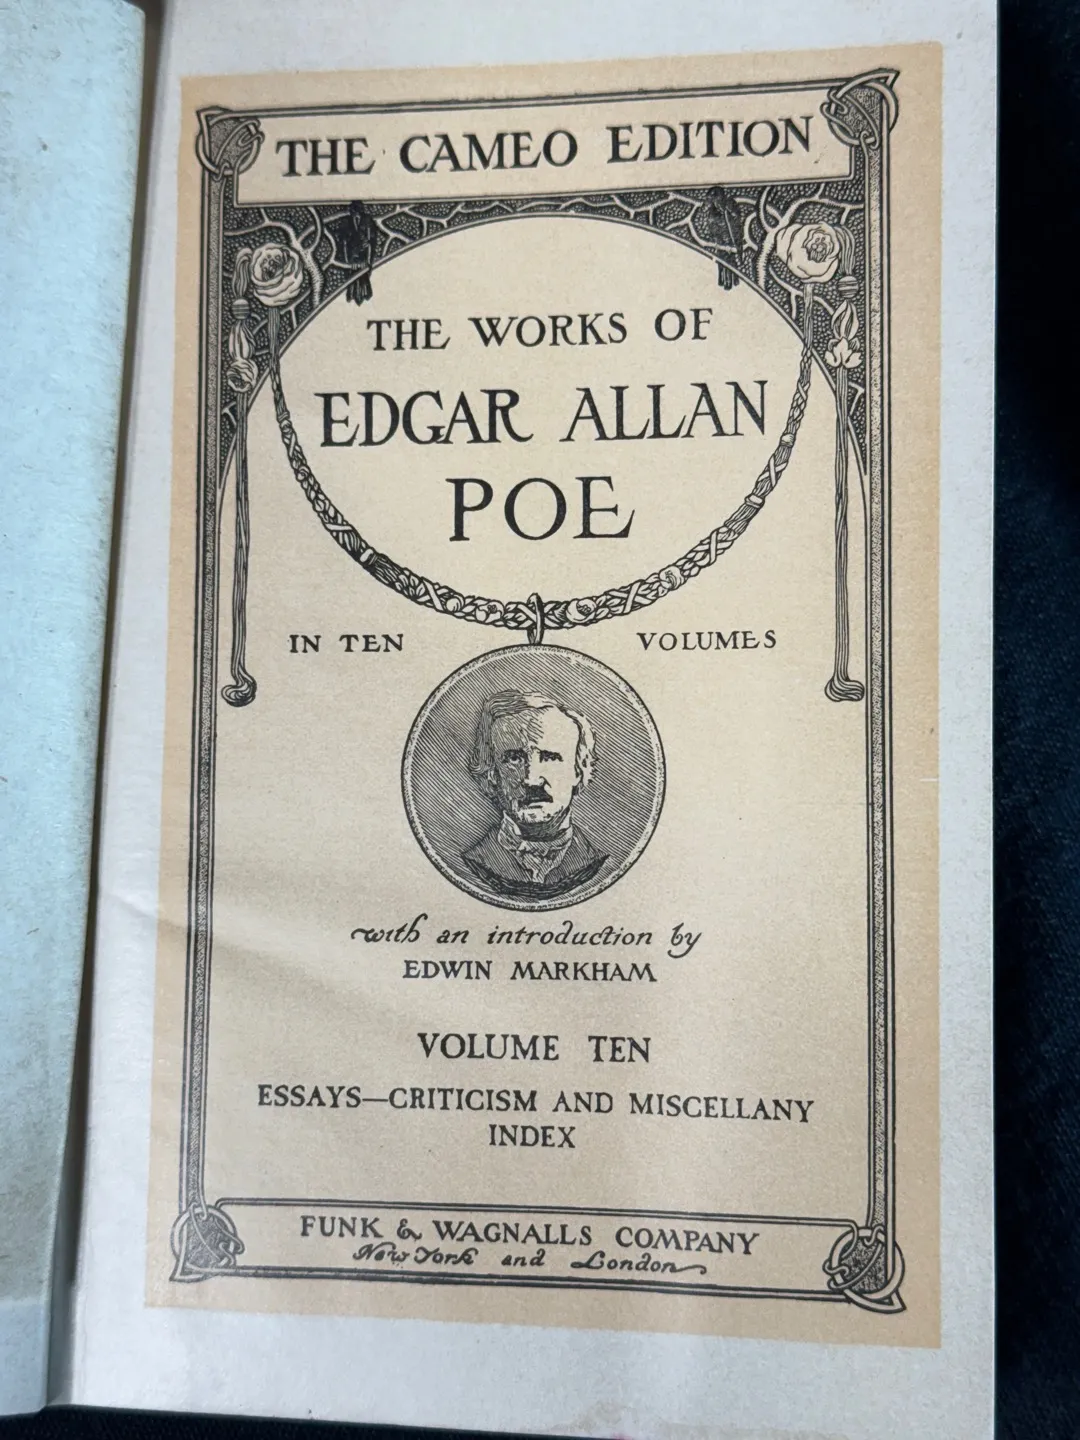 THE CAMEO EDITION
THE WORKS OF
EDGAR ALLAN
POE
IN TEN VOLUMES
with an introduction by
EDWIN MARKHAM
VOLUME TEN
ESSAYS—CRITICISM AND MISCELLANY
INDEX
FUNK & WAGNALLS COMPANY
New York and London